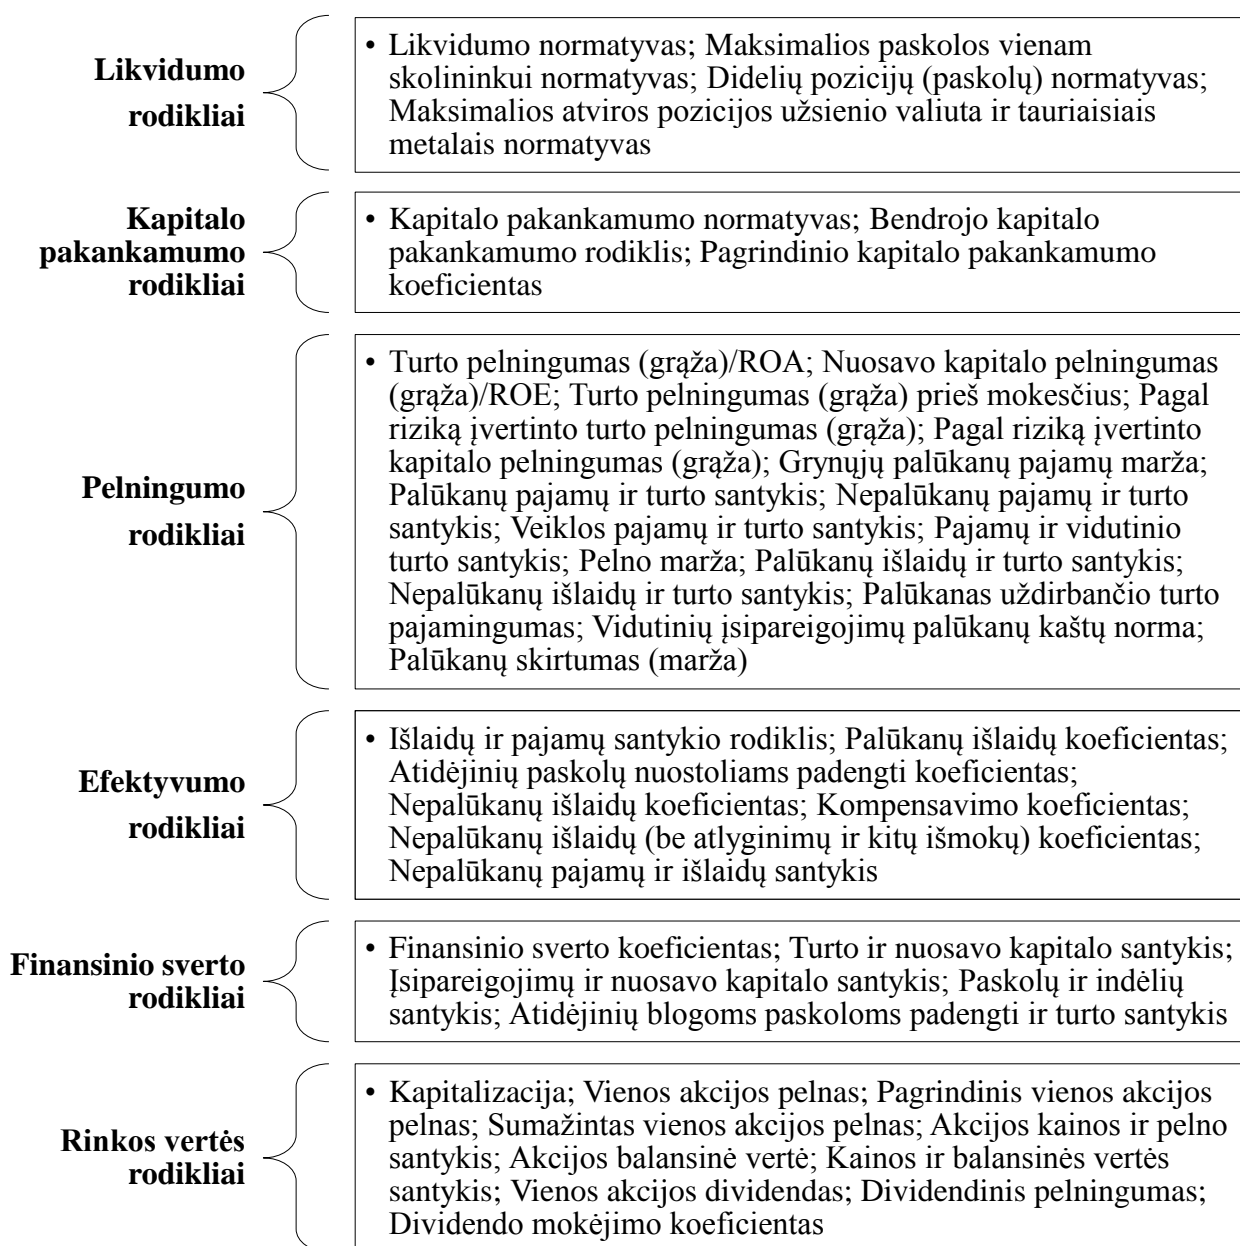 Likvidumo
rodikliai
• Likvidumo normatyvas; Maksimalios paskolos vienam
skolininkui normatyvas; Didelių pozicijų (paskolų) normatyvas;
Maksimalios atviros pozicijos užsienio valiuta ir tauriaisiais
metalais normatyvas
Kapitalo
pakankamumo
rodikliai
• Kapitalo pakankamumo normatyvas; Bendrojo kapitalo
pakankamumo rodiklis; Pagrindinio kapitalo pakankamumo
koeficientas
Pelningumo
rodikliai
• Turto pelningumas (grąža)/ROA; Nuosavo kapitalo pelningumas
(grąža)/ROE; Turto pelningumas (grąža) prieš mokesčius; Pagal
riziką įvertinto turto pelningumas (grąža); Pagal riziką įvertinto
kapitalo pelningumas (grąža); Grynųjų palūkanų pajamų marža;
Palūkanų pajamų ir turto santykis; Nepalūkanų pajamų ir turto
santykis; Veiklos pajamų ir turto santykis; Pajamų ir vidutinio
turto santykis; Pelno marža; Palūkanų išlaidų ir turto santykis;
Nepalūkanų išlaidų ir turto santykis; Palūkanas uždirbančio turto
pajamingumas; Vidutinių įsipareigojimų palūkanų kaštų norma;
Palūkanų skirtumas (marža)
Efektyvumo
rodikliai
• Išlaidų ir pajamų santykio rodiklis; Palūkanų išlaidų koeficientas;
Atidėjinių paskolų nuostoliams padengti koeficientas;
Nepalūkanų išlaidų koeficientas; Kompensavimo koeficientas;
Nepalūkanų išlaidų (be atlyginimų ir kitų išmokų) koeficientas;
Nepalūkanų pajamų ir išlaidų santykis
Finansinio sverto
rodikliai
• Finansinio sverto koeficientas; Turto ir nuosavo kapitalo santykis;
Įsipareigojimų ir nuosavo kapitalo santykis; Paskolų ir indėlių
santykis; Atidėjinių blogoms paskoloms padengti ir turto santykis
Rinkos vertės
rodikliai
• Kapitalizacija; Vienos akcijos pelnas; Pagrindinis vienos akcijos
pelnas; Sumažintas vienos akcijos pelnas; Akcijos kainos ir pelno
santykis; Akcijos balansinė vertė; Kainos ir balansinės vertės
santykis; Vienos akcijos dividendas; Dividendinis pelningumas;
Dividendo mokėjimo koeficientas